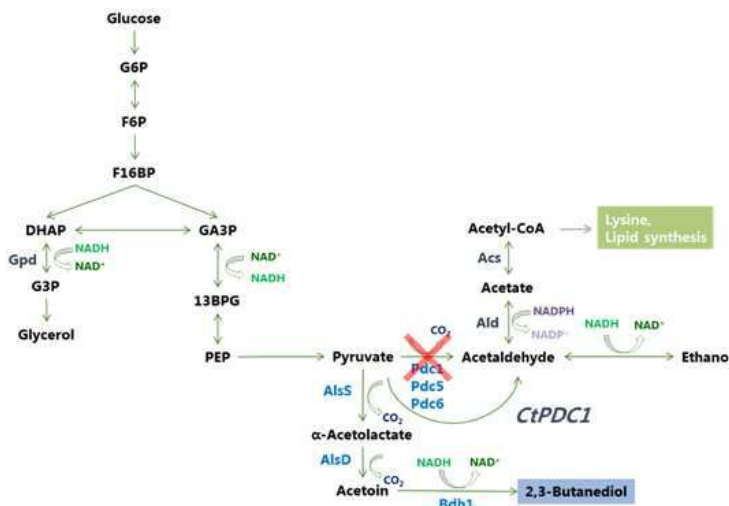 Glucose
G6P
F6P
F16BP
DHAP
GA3P
Gpd
NADH
NAD⁺
NAD⁺
NADH
G3P
13BPG
Glycerol
PEP
Pyruvate
CO₂
Pdc1
Pdc5
Pdc6
Acetaldehyde
NADH
NAD⁺
Ethano
Acetyl-CoA
Lysine,
Lipid synthesis
Acs
Acetate
Ald
NADPH
NADP⁺
AlsS
CO₂
CtPDC1
α-Acetolactate
AlsD
CO₂
NADH
NAD⁺
Acetoin
Bdh1
2,3-Butanediol